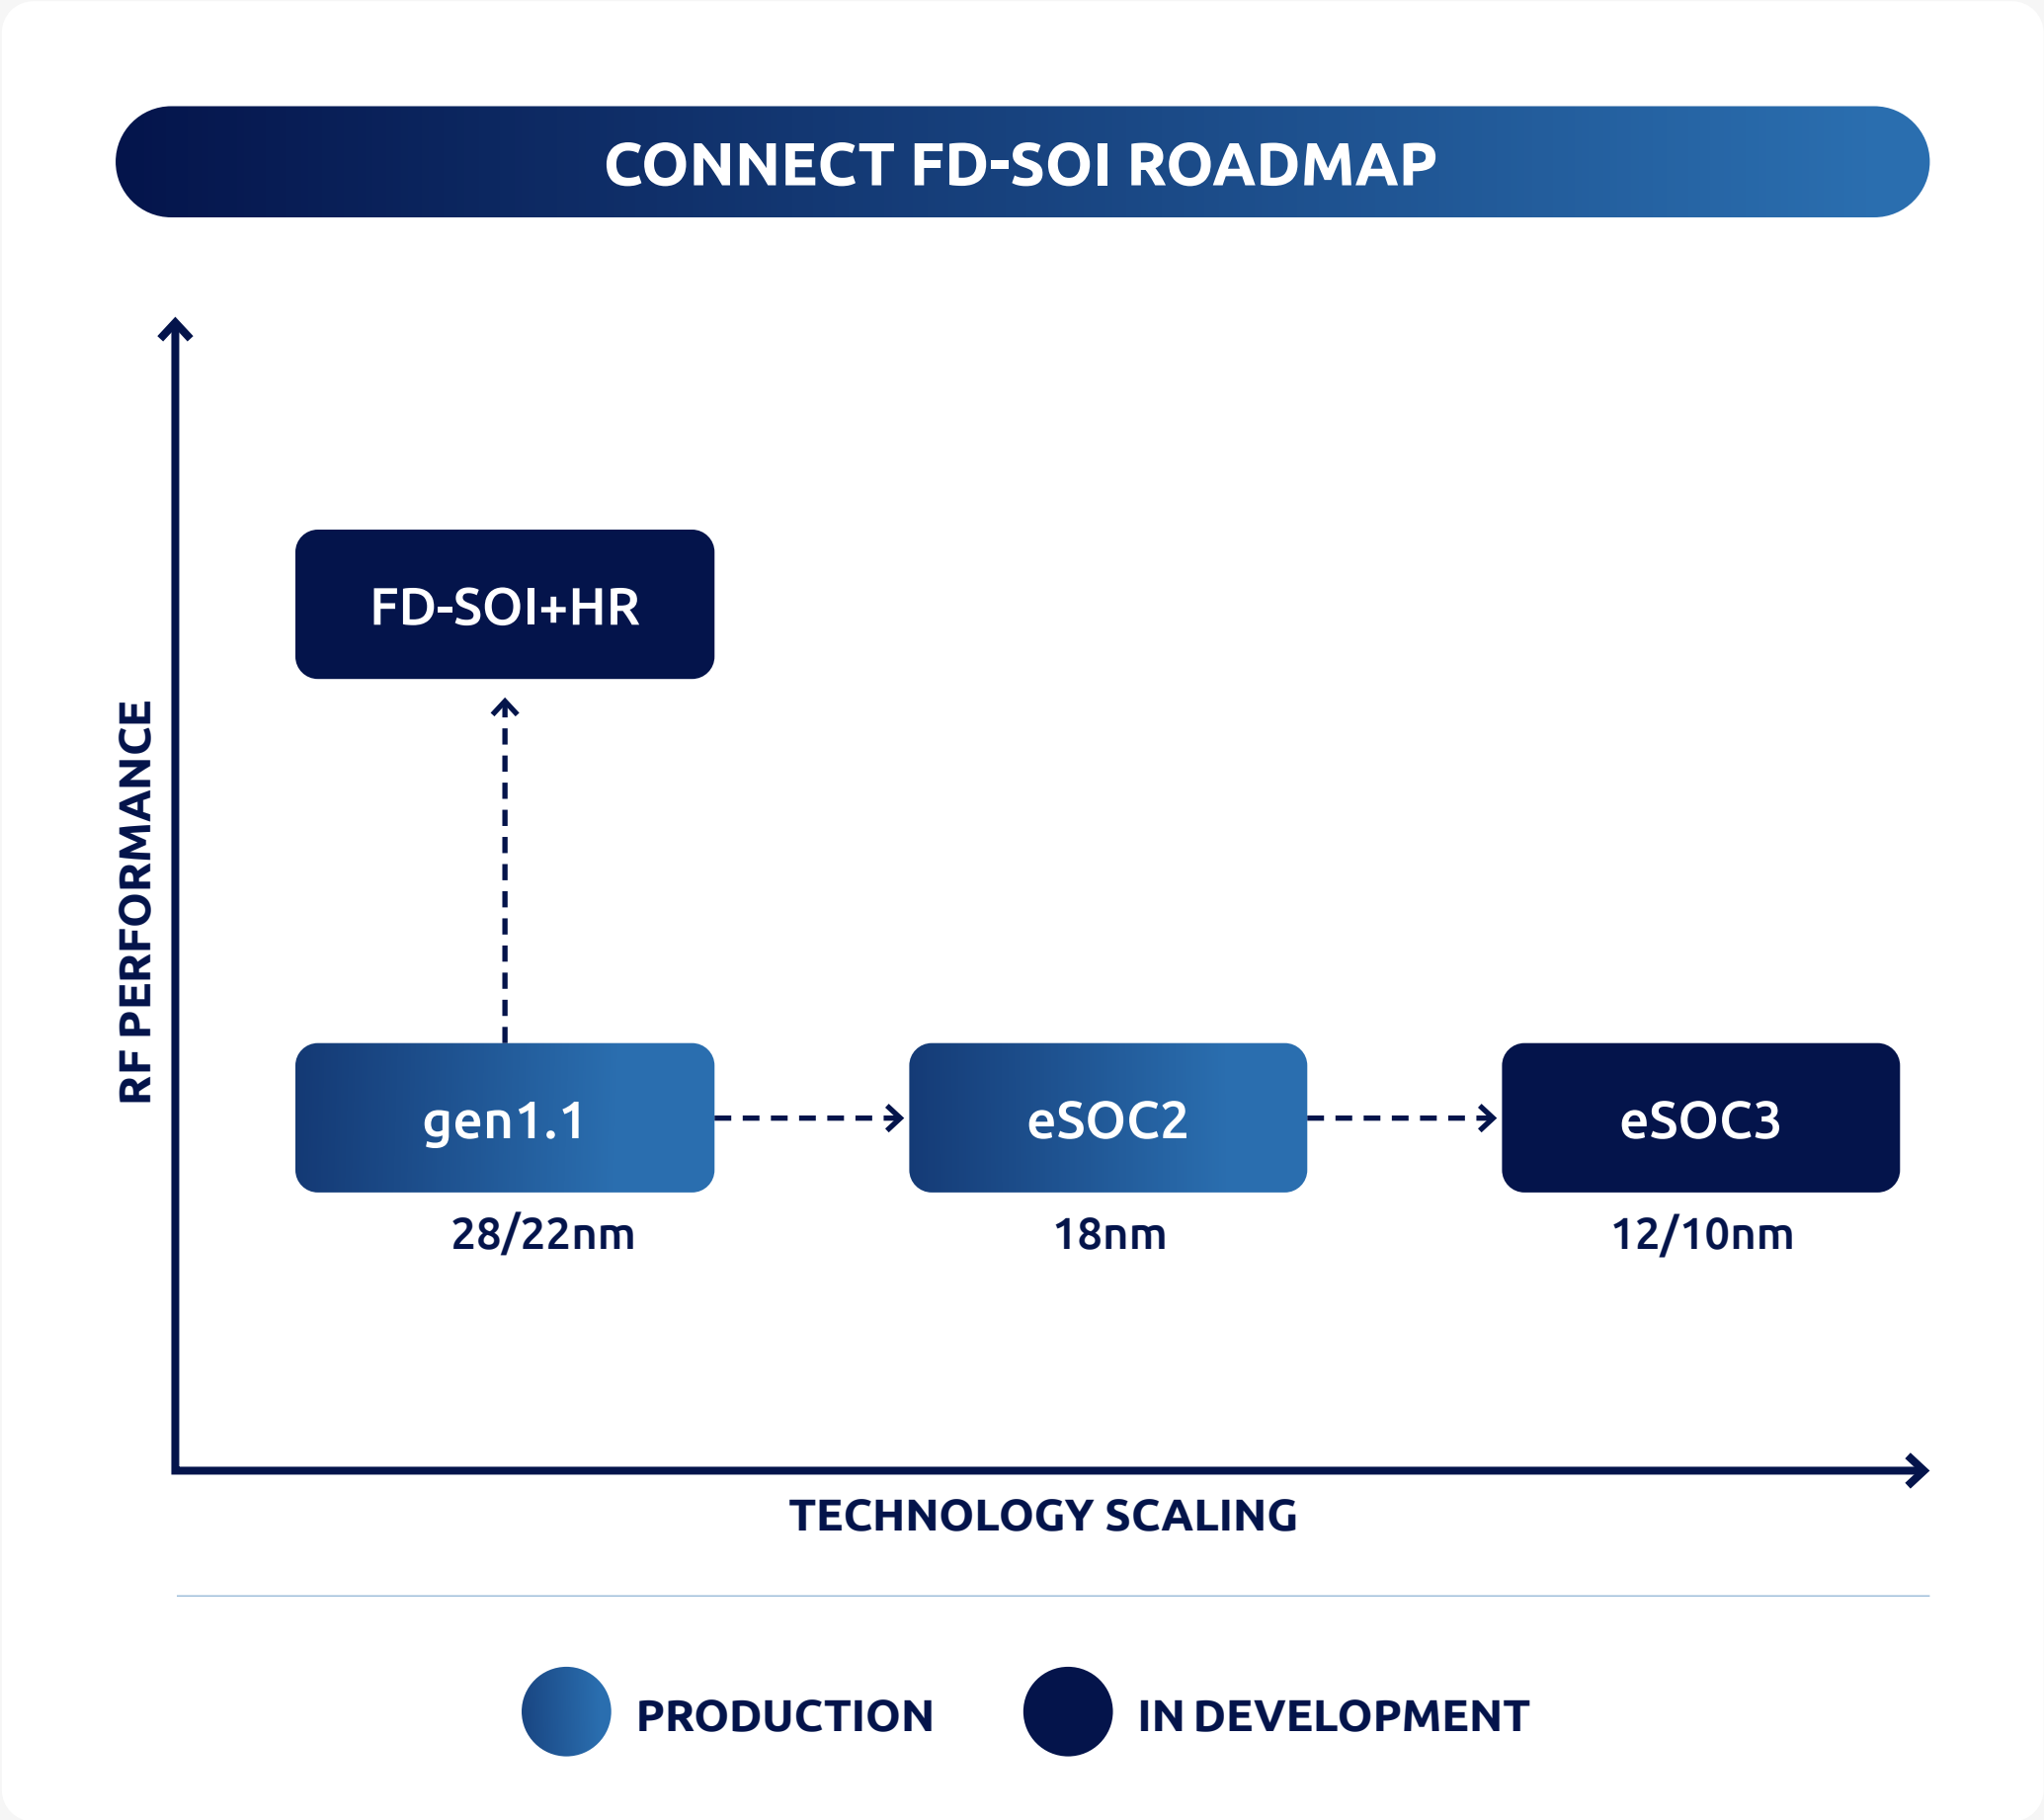 CONNECT FD-SOI ROADMAP
RF PERFORMANCE
FD-SOI+HR
gen1.1
eSOC2
eSOC3
28/22nm
18nm
12/10nm
TECHNOLOGY SCALING
PRODUCTION
IN DEVELOPMENT